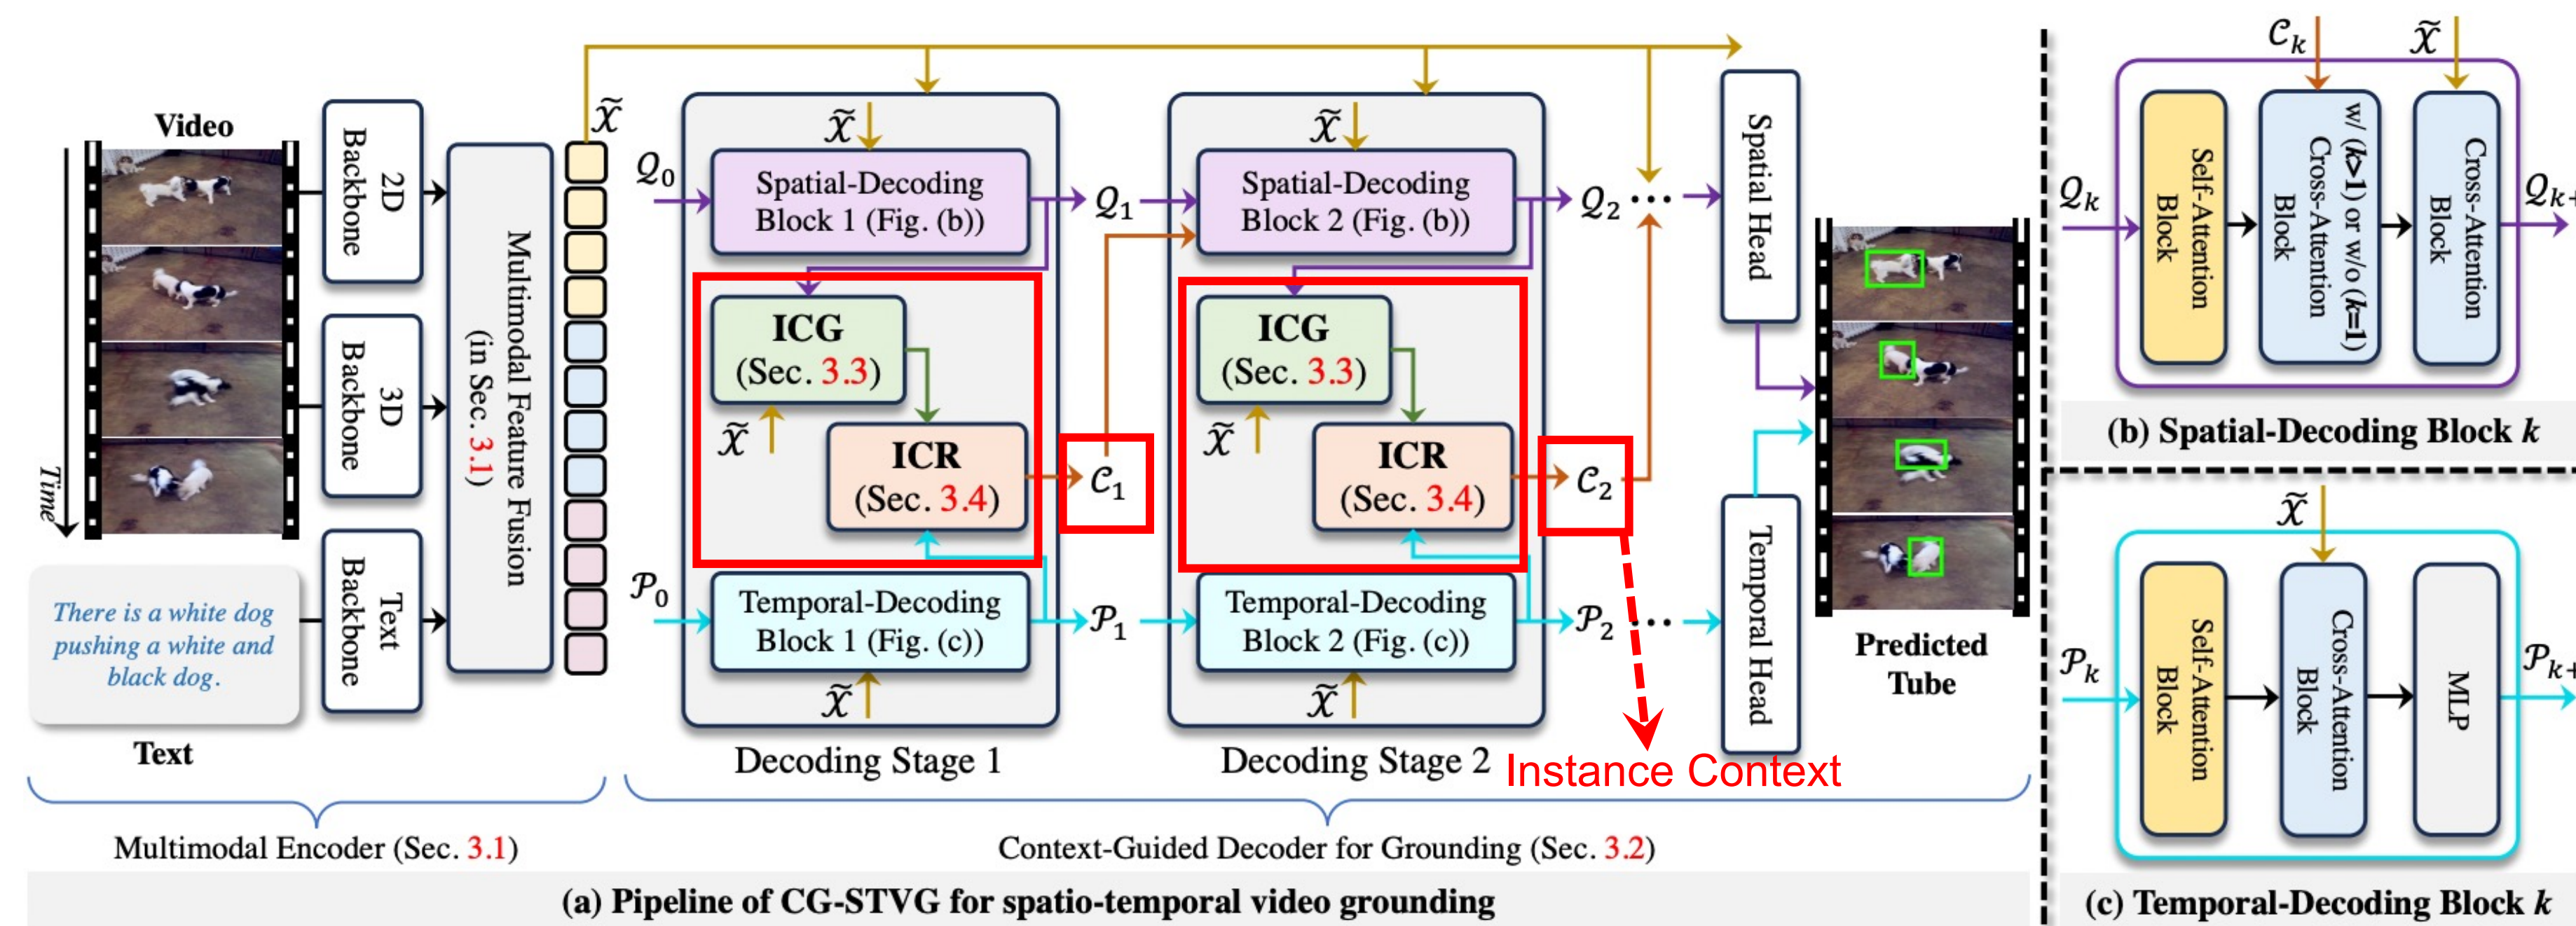 Video
Time
There is a white dog
pushing a white and
black dog.
Text
2D
Backbone
3D
Backbone
Text
Backbone
Multimodal Feature Fusion
(in Sec. 3.1)
X̃
Multimodal Encoder (Sec. 3.1)
Q₀
X̃
Spatial-Decoding
Block 1 (Fig. (b))
Q₁
ICG
(Sec. 3.3)
X̃
ICR
(Sec. 3.4)
C₁
P₀
Temporal-Decoding
Block 1 (Fig. (c))
P₁
X̃
Decoding Stage 1
X̃
Spatial-Decoding
Block 2 (Fig. (b))
Q₂ ...
ICG
(Sec. 3.3)
X̃
ICR
(Sec. 3.4)
C₂
Temporal-Decoding
Block 2 (Fig. (c))
P₂ ...
X̃
Decoding Stage 2
Instance Context
Spatial Head
Temporal Head
Predicted
Tube
Context-Guided Decoder for Grounding (Sec. 3.2)
(a) Pipeline of CG-STVG for spatio-temporal video grounding
C_k
X̃
Q_k
Self-Attention
Block
w/ (k>1) or w/o (k=1)
Cross-Attention
Block
Cross-Attention
Block
Q_k+
(b) Spatial-Decoding Block k
X̃
P_k
Self-Attention
Block
Cross-Attention
Block
MLP
P_k+
(c) Temporal-Decoding Block k